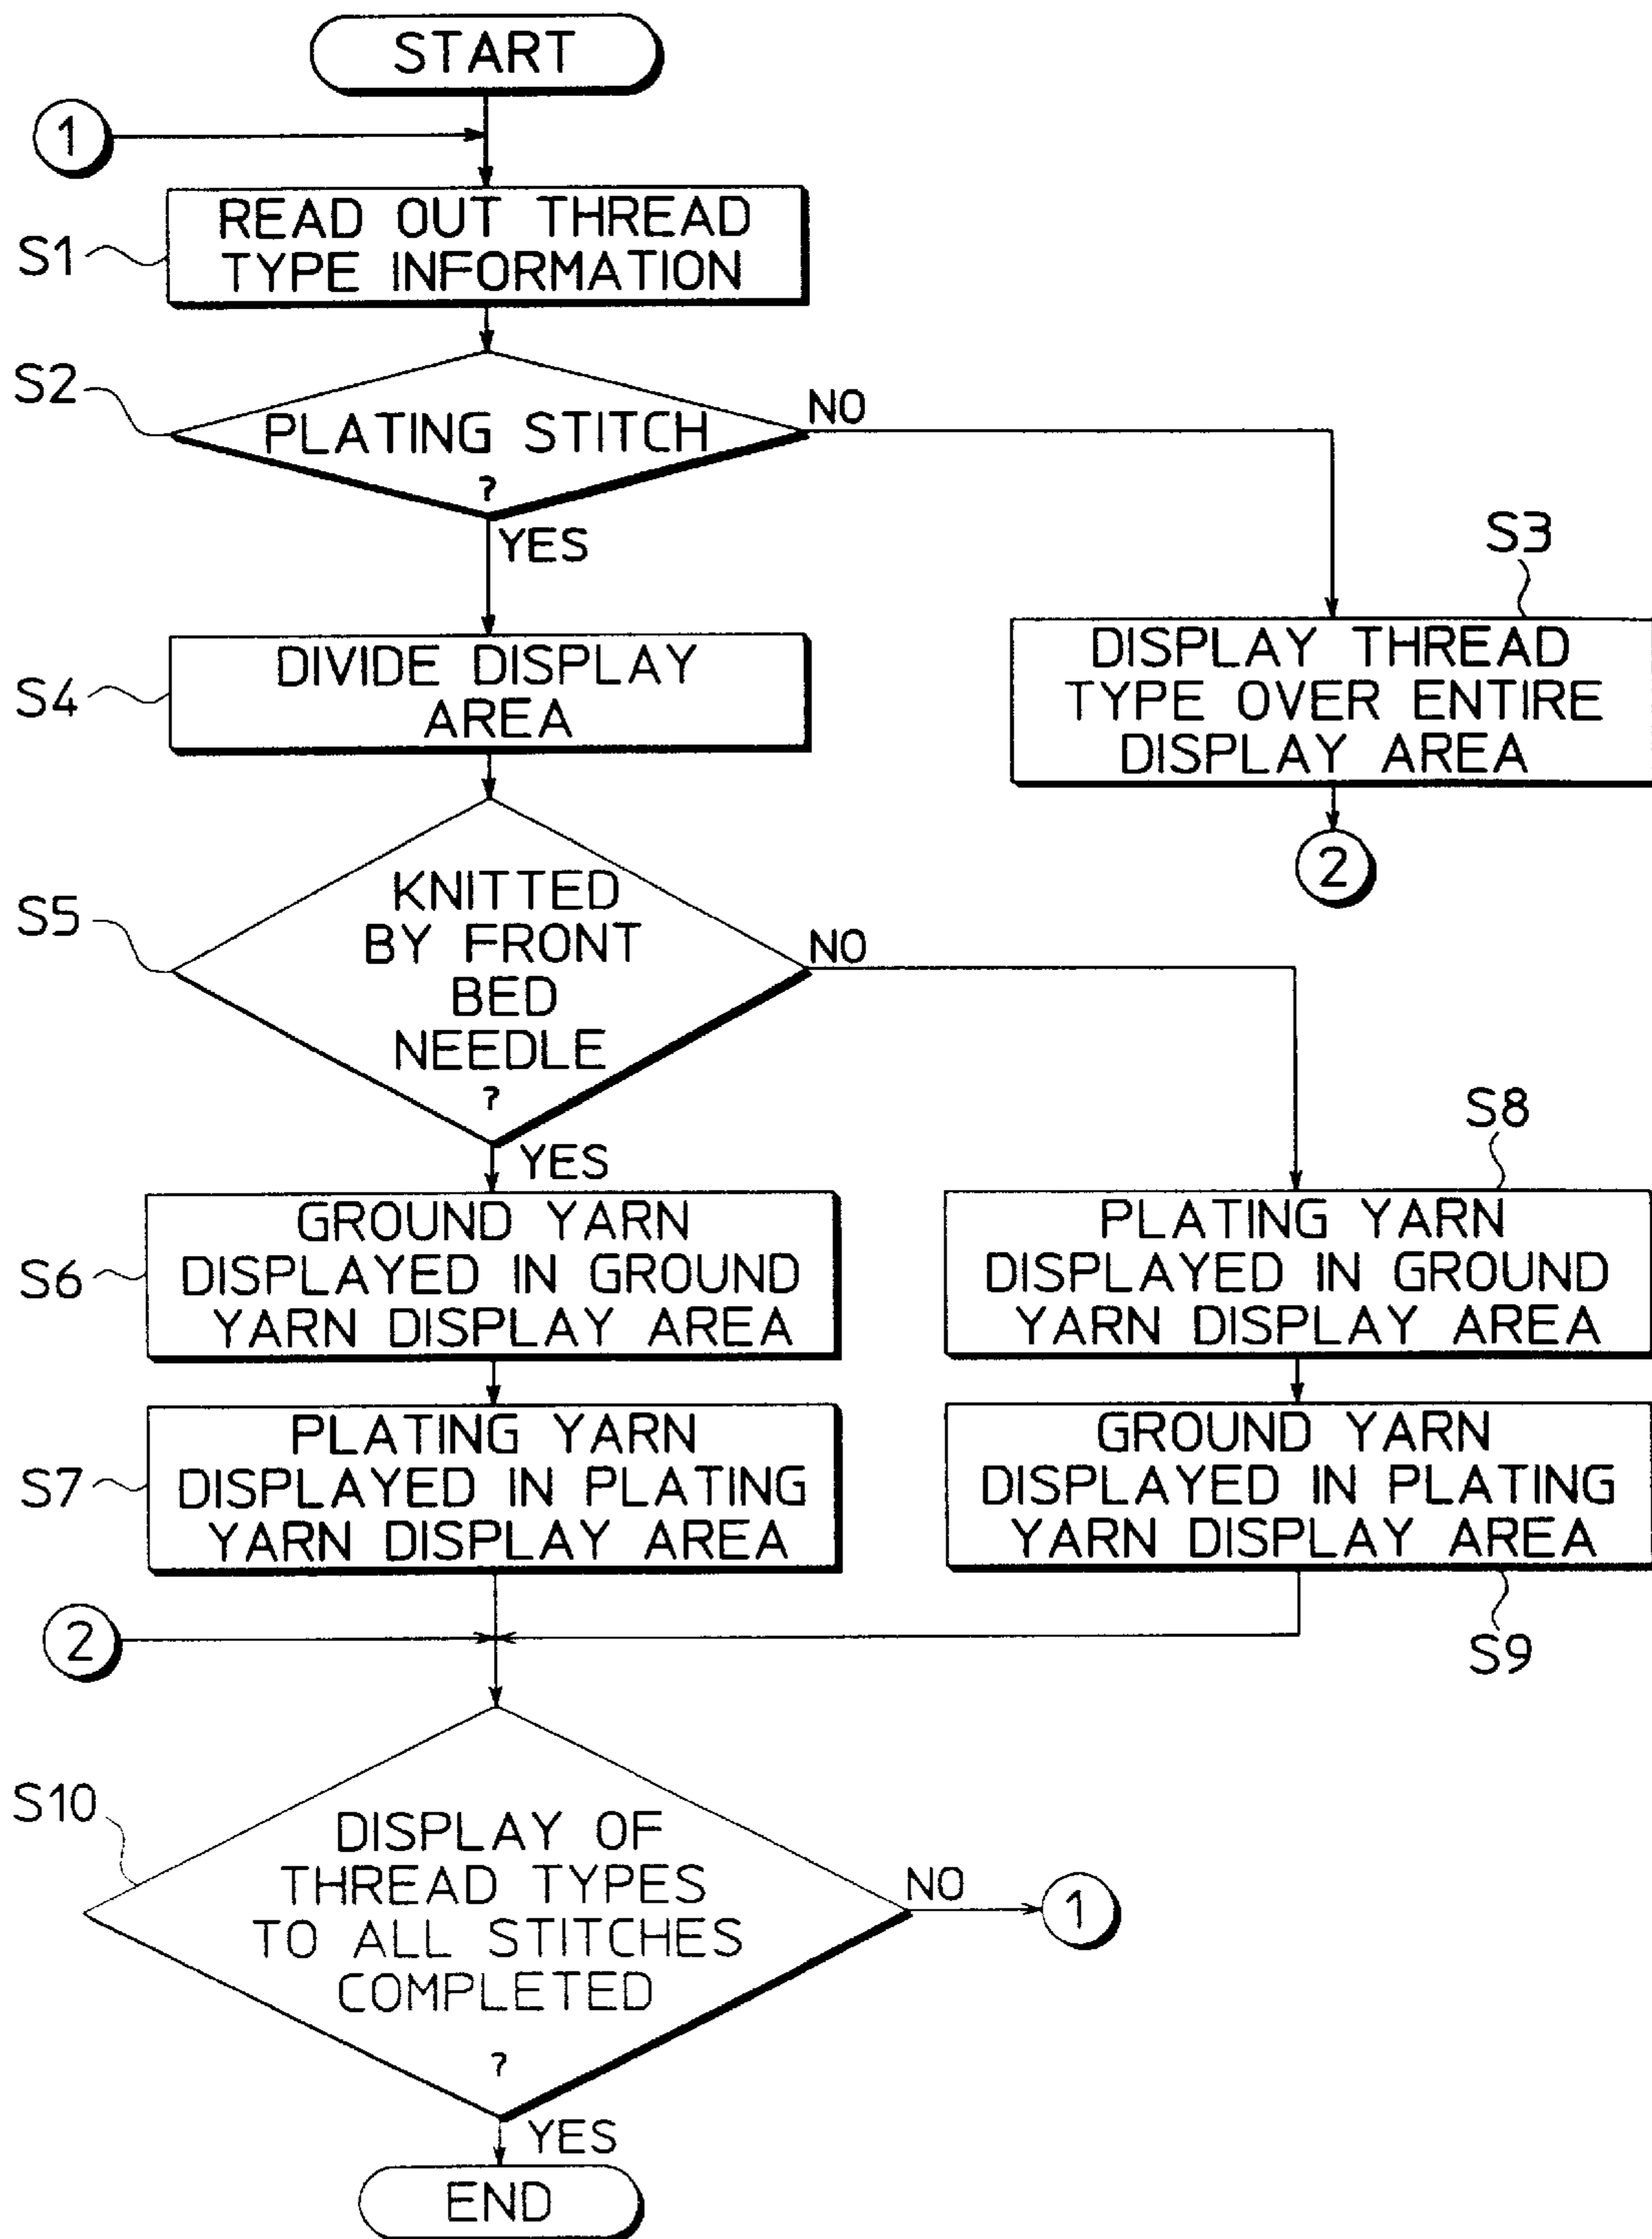 START
1
READ OUT THREAD
TYPE INFORMATION
S1
S2
PLATING STITCH
?
NO
YES
S3
DISPLAY THREAD
TYPE OVER ENTIRE
DISPLAY AREA
2
S4
DIVIDE DISPLAY
AREA
S5
KNITTED
BY FRONT
BED
NEEDLE
?
NO
YES
S6
GROUND YARN
DISPLAYED IN GROUND
YARN DISPLAY AREA
S8
PLATING YARN
DISPLAYED IN GROUND
YARN DISPLAY AREA
S7
PLATING YARN
DISPLAYED IN PLATING
YARN DISPLAY AREA
GROUND YARN
DISPLAYED IN PLATING
YARN DISPLAY AREA
S9
2
S10
DISPLAY OF
THREAD TYPES
TO ALL STITCHES
COMPLETED
?
NO
1
YES
END